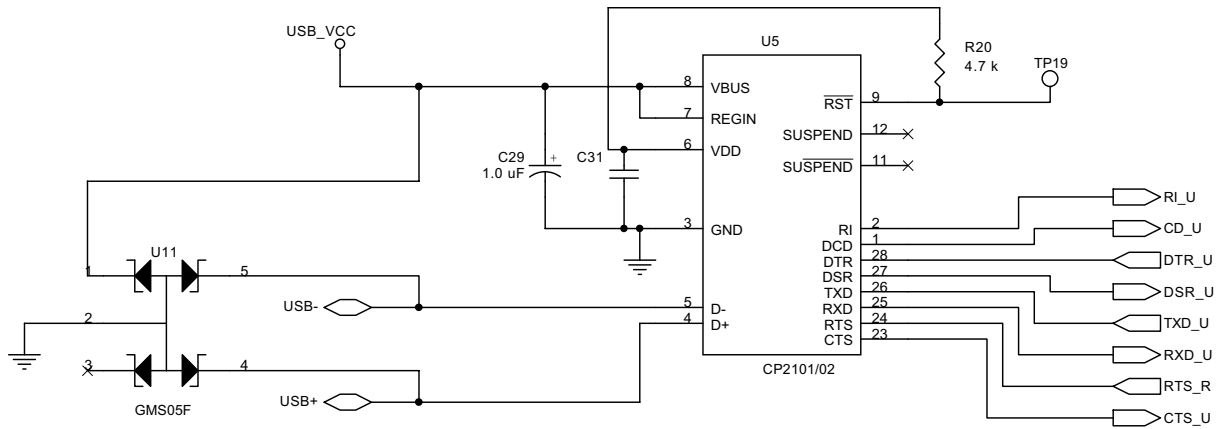 USB_VCC
U5
R20
4.7 k
TP19
8
VBUS
RST
9
7
REGIN
SUSPEND
12
6
VDD
C29
1.0 uF
+
C31
SUSPEND
11
3
GND
RI
2
RI_U
DCD
1
CD_U
DTR
28
DTR_U
DSR
27
DSR_U
TXD
26
TXD_U
RXD
25
RXD_U
RTS
24
RTS_R
CTS
23
CTS_U
U11
1
5
USB-
5
D-
2
4
D+
3
4
USB+
GMS05F
CP2101/02